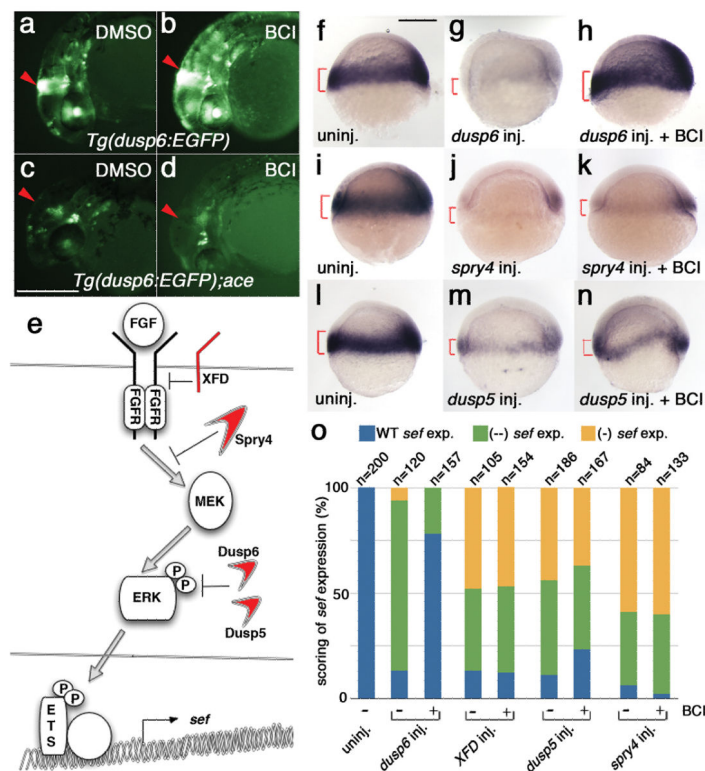 a DMSO
b BCI
Tg(dusp6:EGFP)
c DMSO
d BCI
Tg(dusp6:EGFP);ace
e
FGF
FGFR
FGFR
XFD
Spry4
MEK
Dusp6
P
P
ERK
Dusp5
P
P
ETS
sef
f
uninj.
g
dusp6 inj.
h
dusp6 inj. + BCI
i
uninj.
j
spry4 inj.
k
spry4 inj. + BCI
l
uninj.
m
dusp5 inj.
n
dusp5 inj. + BCI
o
WT sef exp. (--) sef exp. (-) sef exp.
n=200 n=120 n=157 n=105 n=154 n=186 n=167 n=84 n=133
scoring of sef expression (%)
100
50
0
- - + - + - + - + BCI
uninj. dusp6 inj. XFD inj. dusp5 inj. spry4 inj.